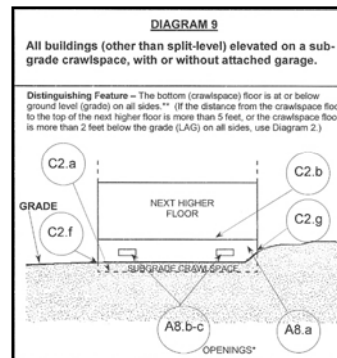 DIAGRAM 9
All buildings (other than split-level) elevated on a sub-
grade crawlspace, with or without attached garage.
Distinguishing Feature – The bottom (crawlspace) floor is at or below
ground level (grade) on all sides.** (If the distance from the crawlspace floo
to the top of the next higher floor is more than 5 feet, or the crawlspace floor
is more than 2 feet below the grade (LAG) on all sides, use Diagram 2.)
C2.a
C2.b
NEXT HIGHER
FLOOR
GRADE
C2.f
C2.g
SUBGRADE CRAWLSPACE
A8.b-c
A8.a
OPENINGS*